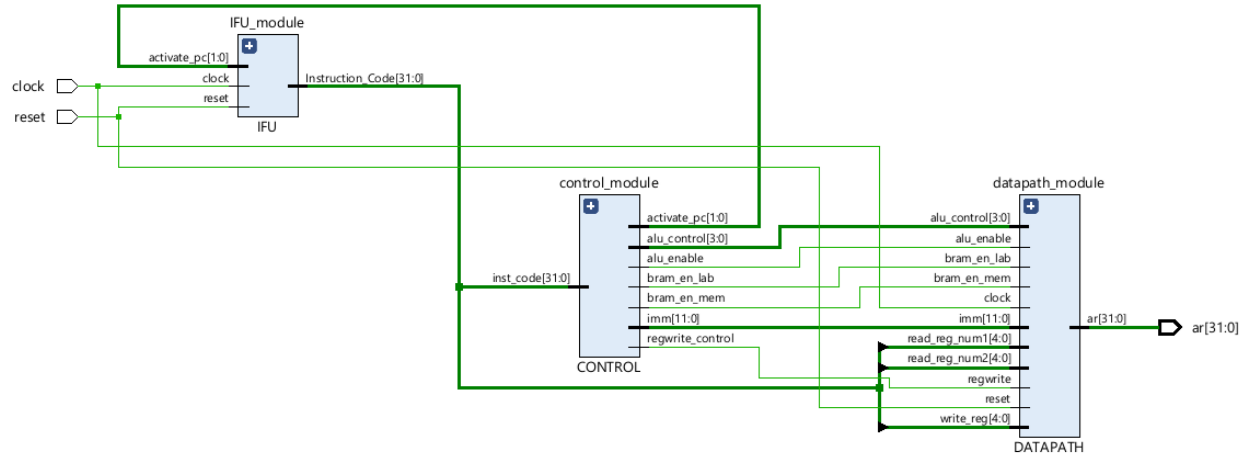 IFU_module
activate_pc[1:0]
clock
reset
Instruction_Code[31:0]
IFU
clock
reset
control_module
inst_code[31:0]
activate_pc[1:0]
alu_control[3:0]
alu_enable
bram_en_lab
bram_en_mem
imm[11:0]
regwrite_control
CONTROL
datapath_module
alu_control[3:0]
alu_enable
bram_en_lab
bram_en_mem
clock
imm[11:0]
read_reg_num1[4:0]
read_reg_num2[4:0]
regwrite
reset
write_reg[4:0]
ar[31:0]
DATAPATH
ar[31:0]